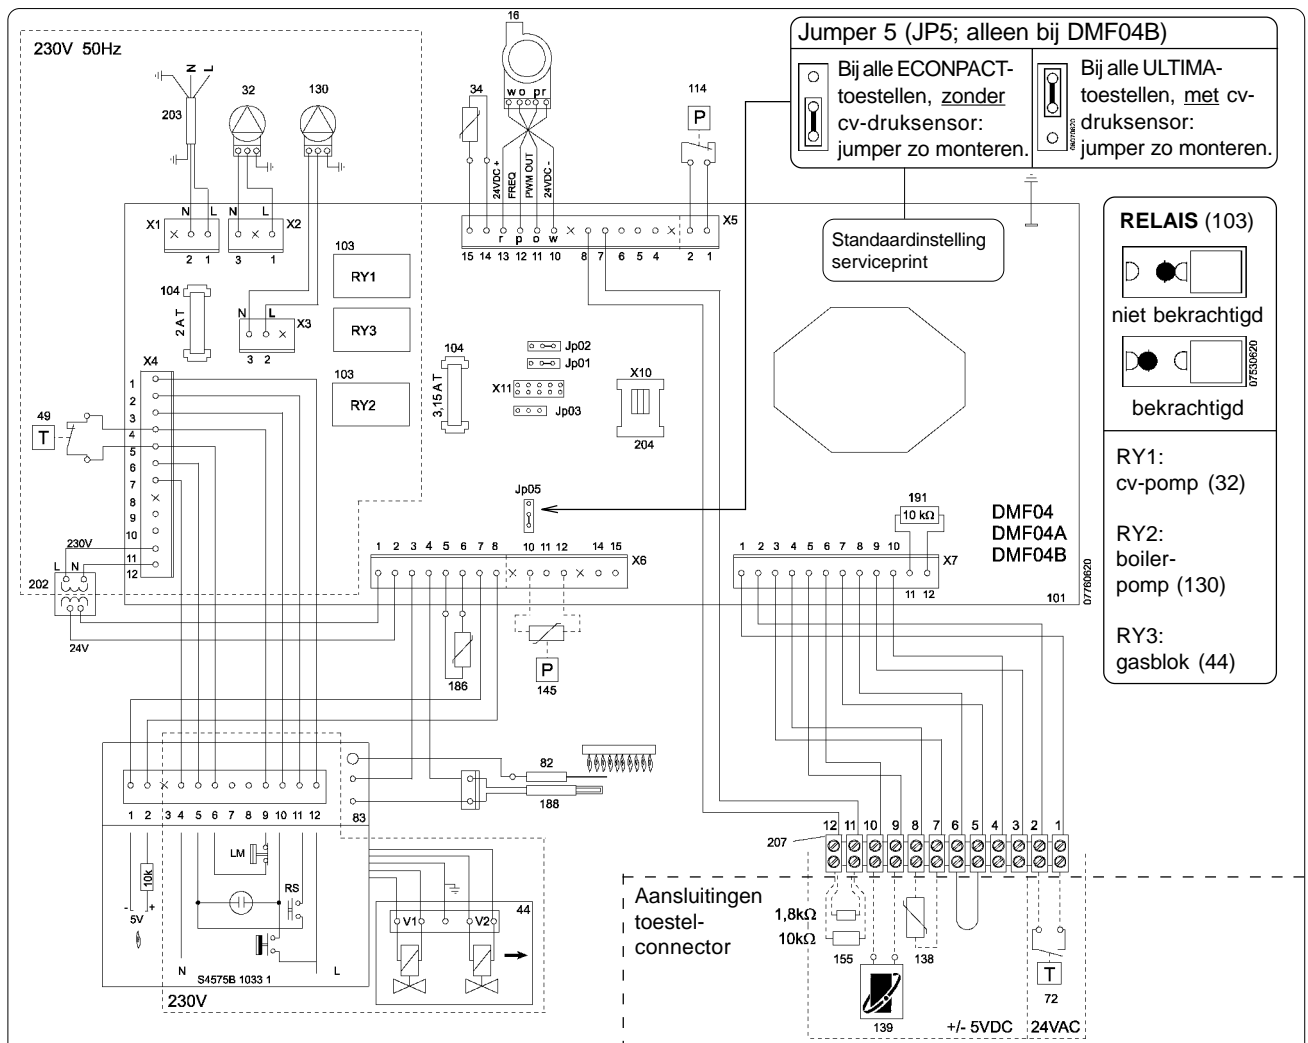 230V 50Hz
N
L
203
32
130
34
16
w o p r
24VDC +
FREQ
PWM OUT
24VDC -
114
P
Jumper 5 (JP5; alleen bij DMF04B)
Bij alle ECONPACT-
toestellen, zonder
cv-druksensor:
jumper zo monteren.
Bij alle ULTIMA-
toestellen, met cv-
druksensor:
jumper zo monteren.
Standaardinstelling
serviceprint
RELAIS (103)
niet bekrachtigd
bekrachtigd
07530620
RY1:
cv-pomp (32)
RY2:
boiler-
pomp (130)
RY3:
gasblok (44)
N L N L
X1 X2
2 1 3 1
r p o w
X5
15 14 13 12 11 10 8 7 6 5 4 2 1
103
RY1
RY3
103
RY2
104
2 A T
N L
X3
3 2
104
3,15 A T
Jp02
Jp01
X11
Jp03
X10
204
X4
1
2
3
4
5
6
7
8
9
10
11
12
49
T
230V
L N
202
24V
Jp05
191
10 kΩ
DMF04
DMF04A
DMF04B
07760620
101
1 2 3 4 5 6 7 8 10 11 12 14 15
X6
1 2 3 4 5 6 7 8 9 10
X7
11 12
186
P
145
82
188
83
1 2 3 4 5 6 7 8 9 10 11 12
LM
RS
10k
- +
5V
N
L
S4575B 1033 1
230V
44
V1 V2
207
12 11 10 9 8 7 6 5 4 3 2 1
Aansluitingen
toestel-
connector
1,8kΩ
10kΩ
155
138
139
T
72
+/- 5VDC
24VAC